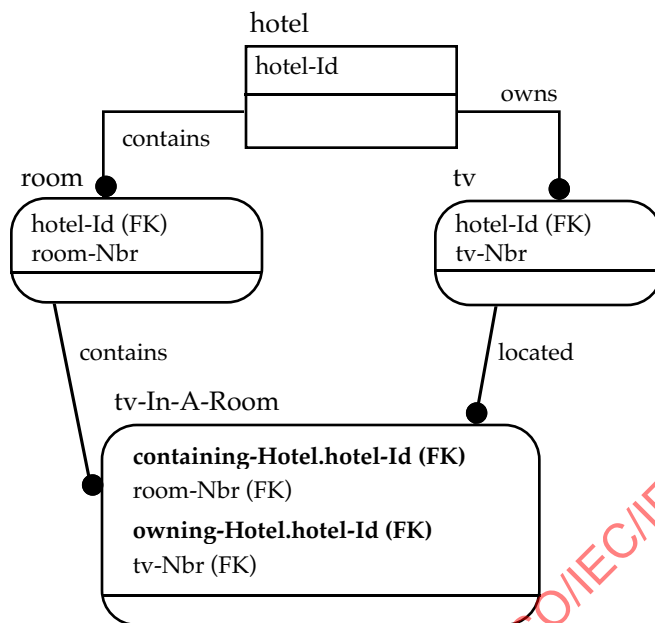 hotel
hotel-Id
contains
owns
room
tv
hotel-Id (FK)
room-Nbr
hotel-Id (FK)
tv-Nbr
contains
located
tv-In-A-Room
containing-Hotel.hotel-Id (FK)
room-Nbr (FK)
owning-Hotel.hotel-Id (FK)
tv-Nbr (FK)